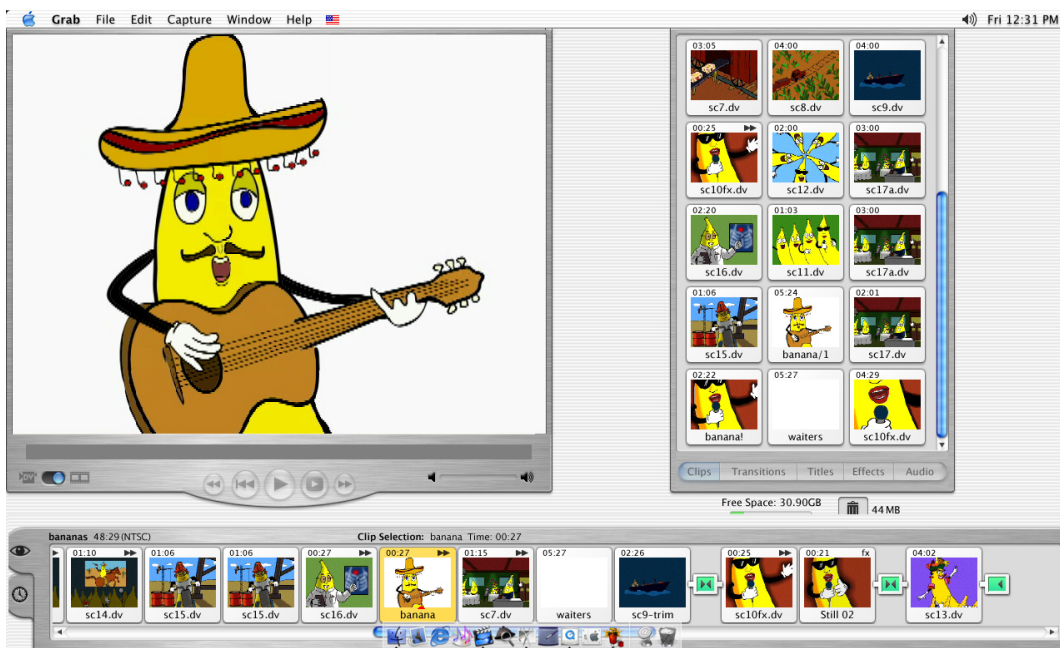 Grab File Edit Capture Window Help Fri 12:31 PM
03:05 04:00 04:00
sc7.dv sc8.dv sc9.dv
00:25 02:00 03:00
sc10fx.dv sc12.dv sc17a.dv
02:20 01:03 03:00
sc16.dv sc11.dv sc17a.dv
01:06 05:24 02:01
sc15.dv banana/1 sc17.dv
02:22 05:27 04:29
banana! waiters sc10fx.dv
DV
Clips Transitions Titles Effects Audio
Free Space: 30.90GB 44 MB
bananas 48:29 (NTSC) Clip Selection: banana Time: 00:27
01:10 01:06 01:06 00:27 00:27 01:15 05:27 02:26 00:25 00:21 fx 04:02
sc14.dv sc15.dv sc15.dv sc16.dv banana sc7.dv waiters sc9-trim sc10fx.dv Still 02 sc13.dv